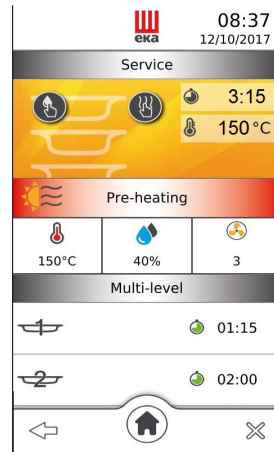 08:37
eka
12/10/2017
Service
3:15
150 °C
Pre-heating
150°C 40% 3
Multi-level
1 01:15
2 02:00